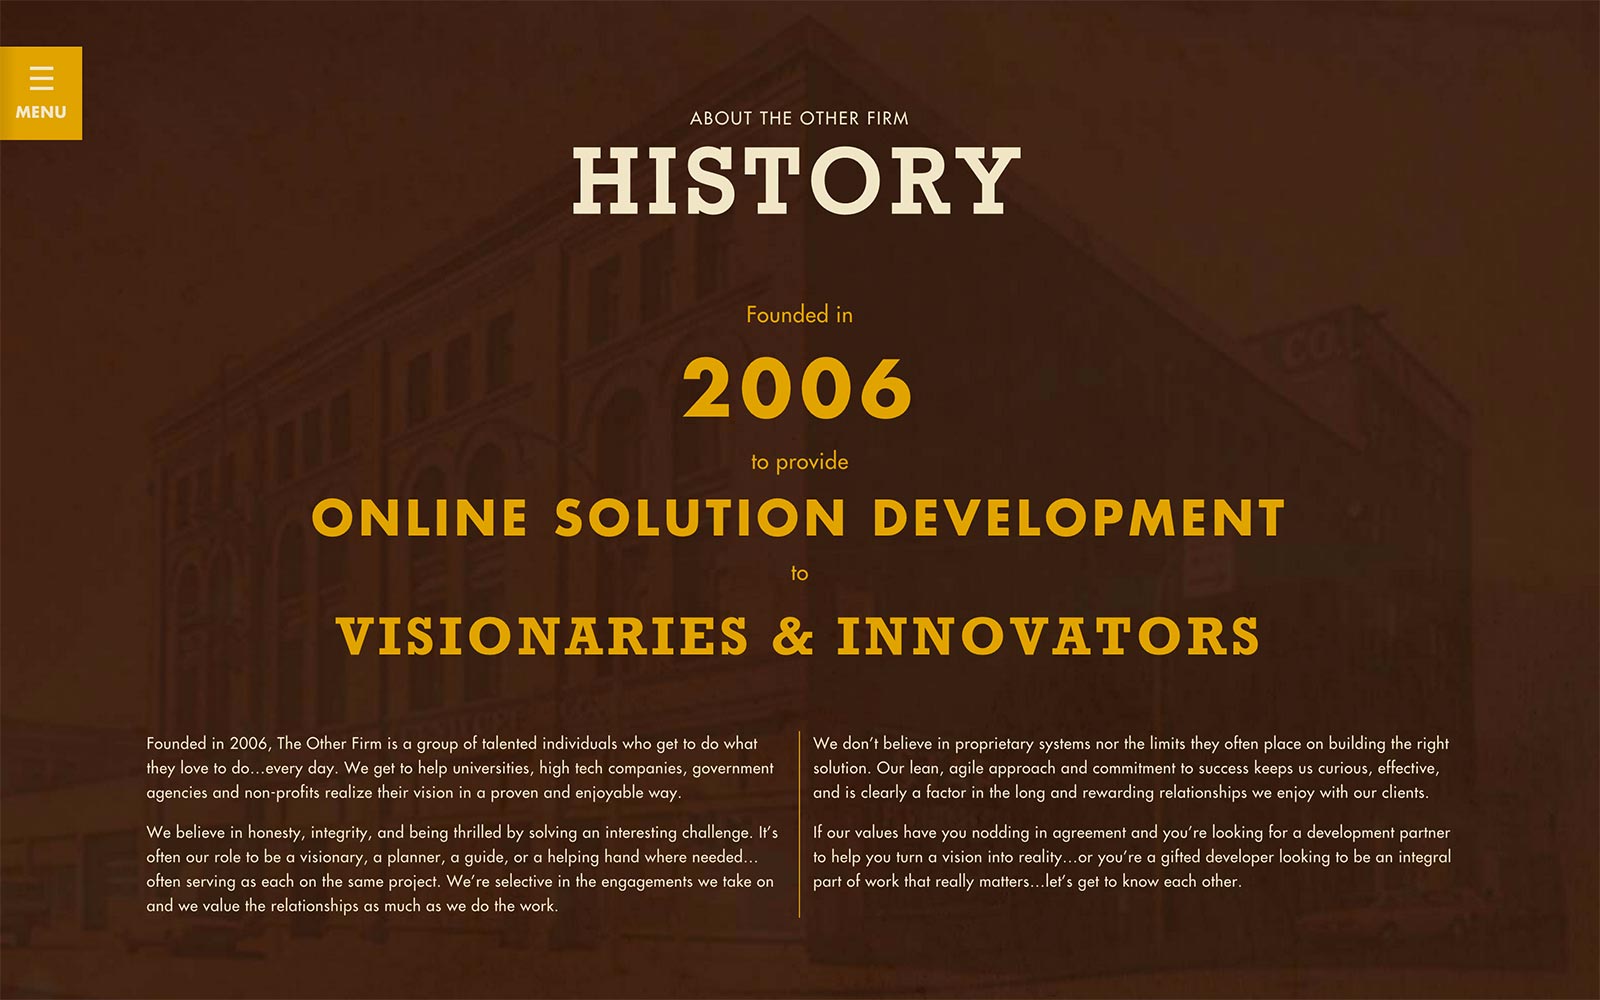 MENU
ABOUT THE OTHER FIRM
HISTORY
Founded in
2006
to provide
ONLINE SOLUTION DEVELOPMENT
to
VISIONARIES & INNOVATORS
Founded in 2006, The Other Firm is a group of talented individuals who get to do what
they love to do…every day. We get to help universities, high tech companies, government
agencies and non-profits realize their vision in a proven and enjoyable way.
We believe in honesty, integrity, and being thrilled by solving an interesting challenge. It’s
often our role to be a visionary, a planner, a guide, or a helping hand where needed…
often serving as each on the same project. We’re selective in the engagements we take on
and we value the relationships as much as we do the work.
We don’t believe in proprietary systems nor the limits they often place on building the right
solution. Our lean, agile approach and commitment to success keeps us curious, effective,
and is clearly a factor in the long and rewarding relationships we enjoy with our clients.
If our values have you nodding in agreement and you’re looking for a development partner
to help you turn a vision into reality…or you’re a gifted developer looking to be an integral
part of work that really matters…let’s get to know each other.
CO.